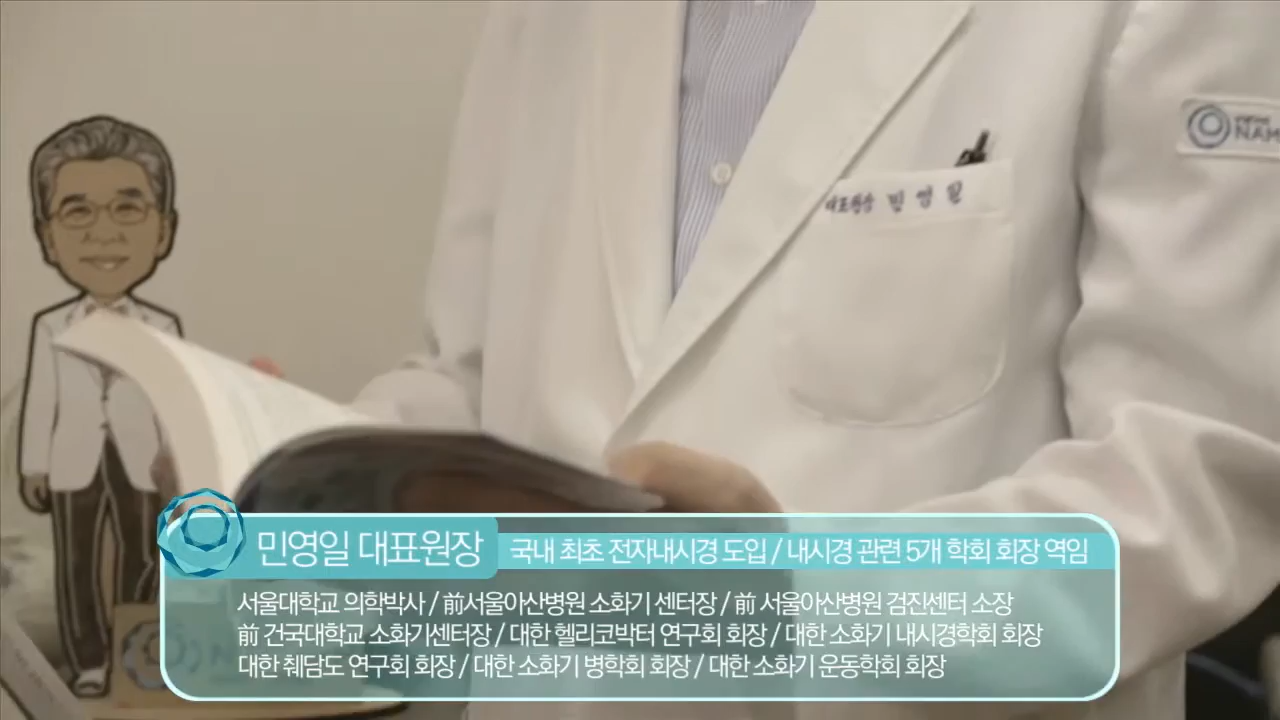 대표원장 민영일
민영일 대표원장
국내 최초 전자내시경 도입 / 내시경 관련 5개 학회 회장 역임
서울대학교 의학박사 / 前서울아산병원 소화기 센터장 / 前 서울아산병원 검진센터 소장
前 건국대학교 소화기센터장 / 대한 헬리코박터 연구회 회장 / 대한 소화기 내시경학회 회장
대한 췌담도 연구회 회장 / 대한 소화기 병학회 회장 / 대한 소화기 운동학회 회장